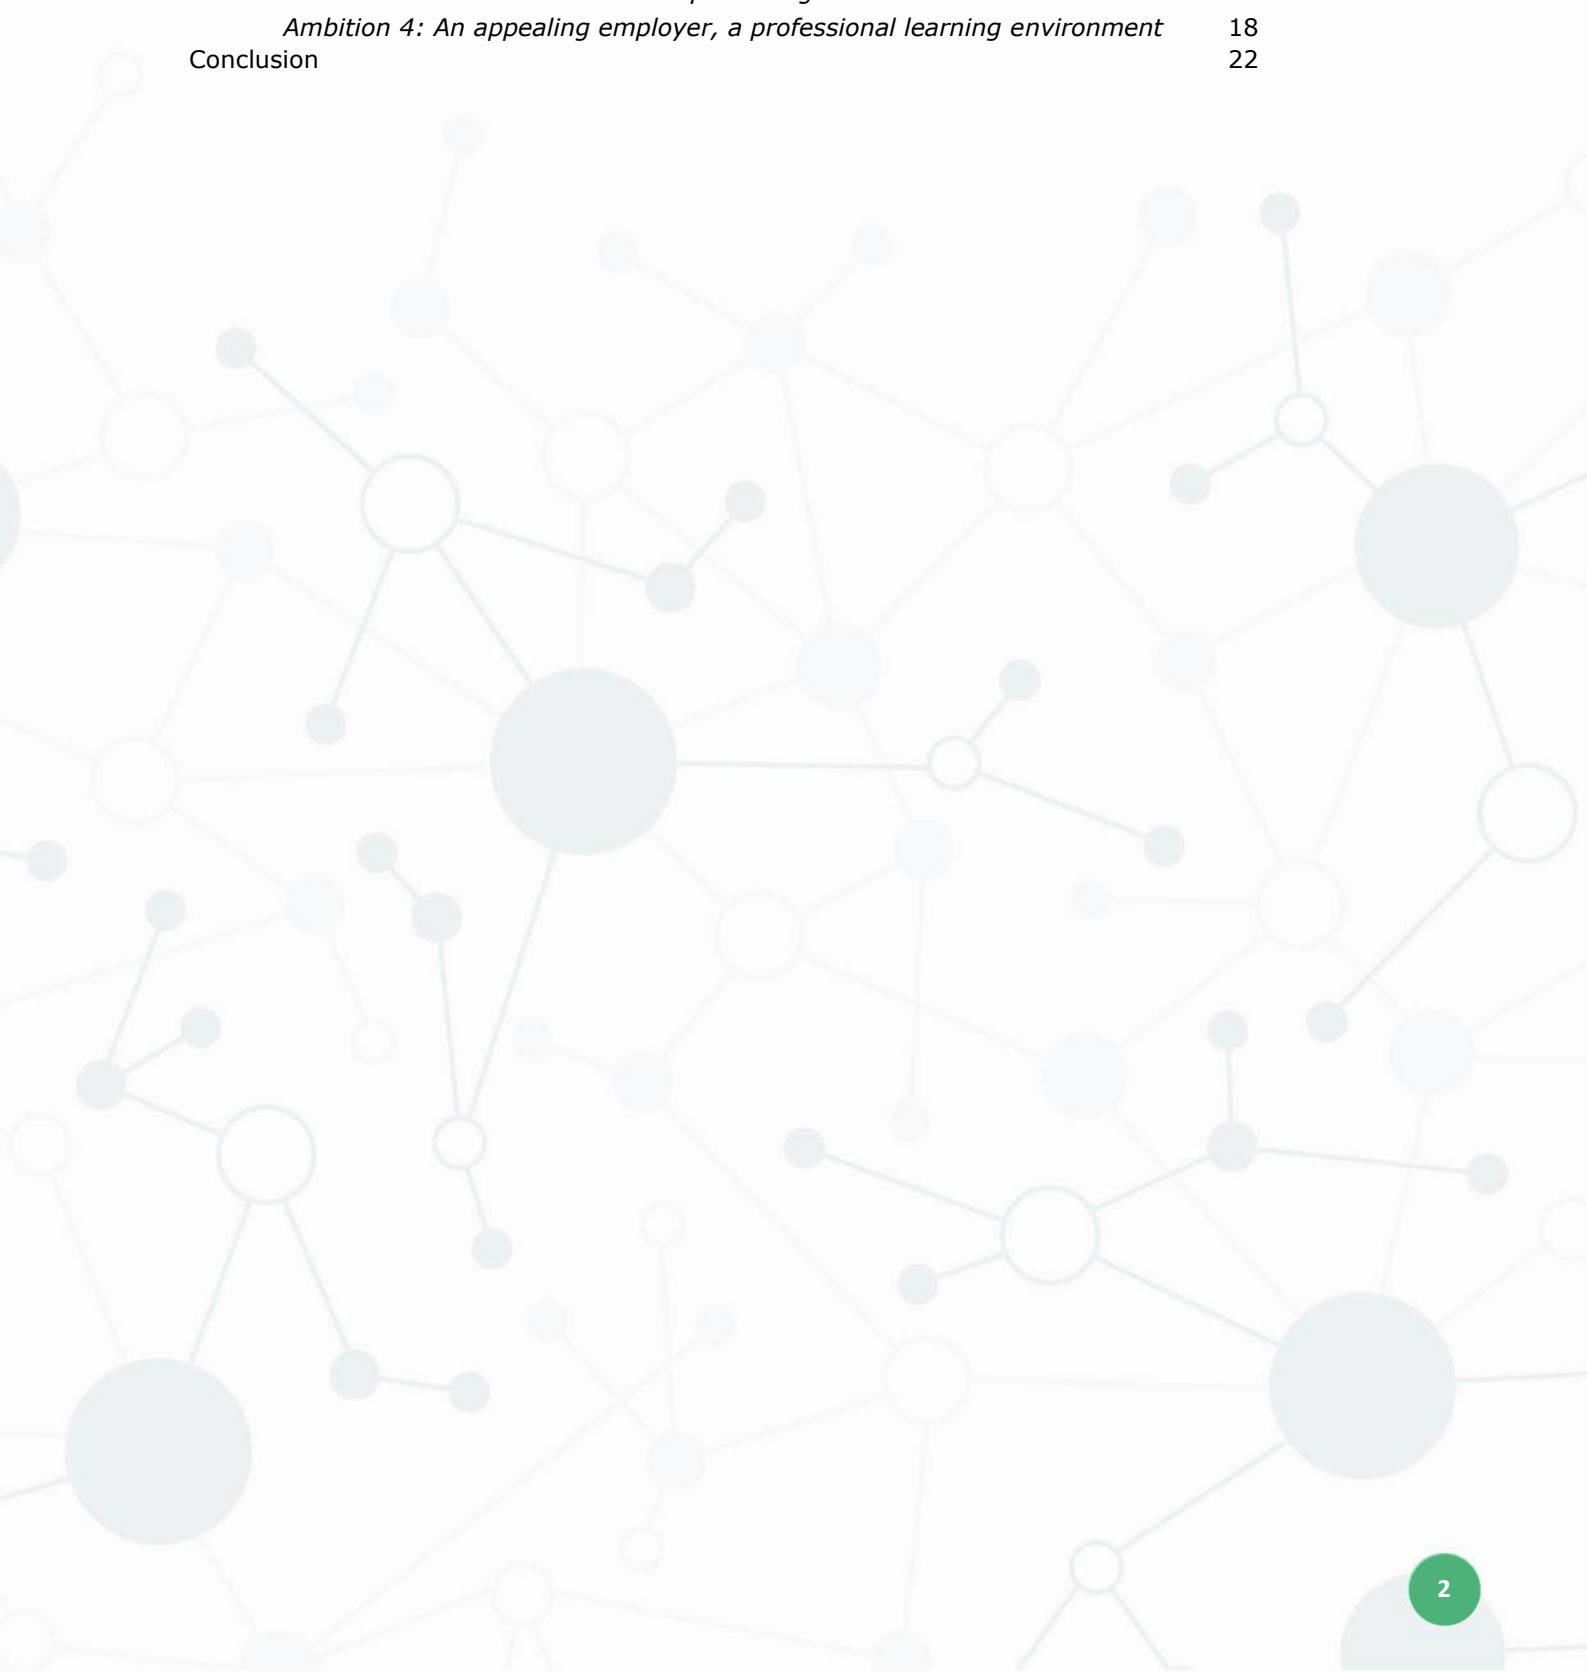 Ambition 4: An appealing employer, a professional learning environment 18
Conclusion 22
2